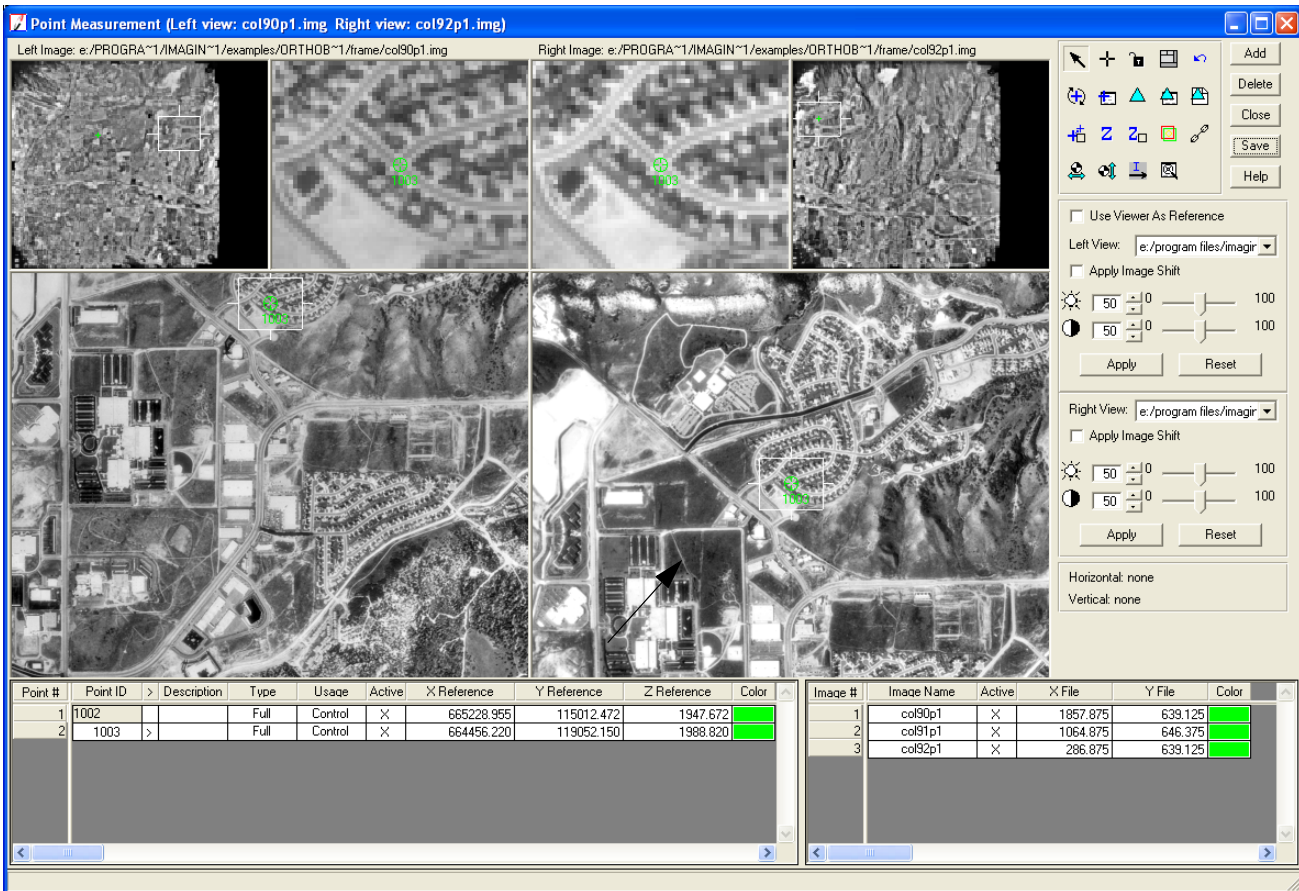 Point Measurement (Left view: col90p1.img Right view: col92p1.img)
Left Image: e:/PROGRA~1/IMAGIN~1/examples/ORTHOB~1/frame/col90p1.img
Right Image: e:/PROGRA~1/IMAGIN~1/examples/ORTHOB~1/frame/col92p1.img
1003
1003
1003
1003
Add
Delete
Close
Save
Help
Use Viewer As Reference
Left View: e:/program files/imagir
Apply Image Shift
50 0 100
50 0 100
Apply Reset
Right View: e:/program files/imagir
Apply Image Shift
50 0 100
50 0 100
Apply Reset
Horizontal: none
Vertical: none
Point # Point ID > Description Type Usage Active X Reference Y Reference Z Reference Color
1 1002 Full Control X 665228.955 115012.472 1947.672
2 1003 > Full Control X 664456.220 119052.150 1988.820
Image # Image Name Active X File Y File Color
1 col90p1 X 1857.875 639.125
2 col91p1 X 1064.875 646.375
3 col92p1 X 286.875 639.125